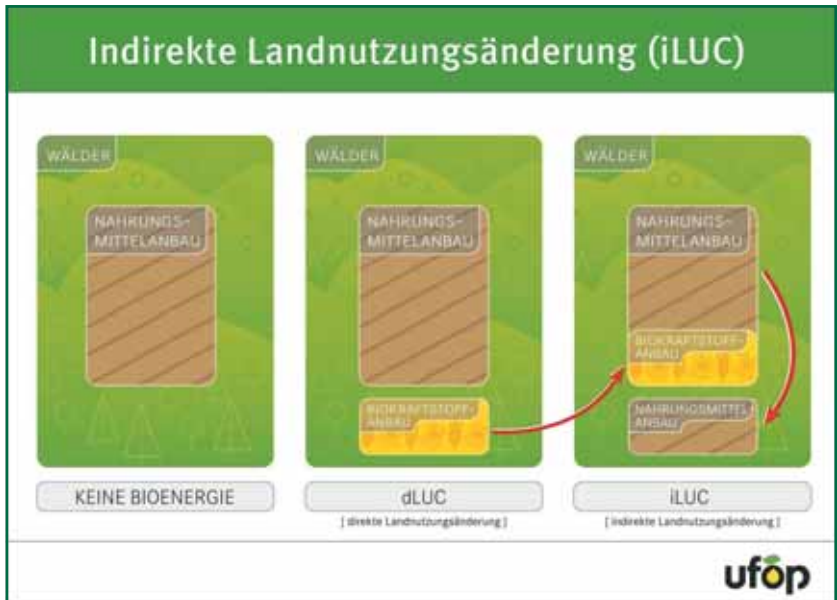 Indirekte Landnutzungsänderung (iLUC)
WÄLDER
NAHRUNGS-
MITTELANBAU
KEINE BIOENERGIE
WÄLDER
NAHRUNGS-
MITTELANBAU
BIOKRAFTSTOFF-
ANBAU
dLUC
[ direkte Landnutzungsänderung ]
WÄLDER
NAHRUNGS-
MITTELANBAU
BIOKRAFTSTOFF-
ANBAU
NAHRUNGSMITTEL
ANBAU
iLUC
[ indirekte Landnutzungsänderung ]
ufop